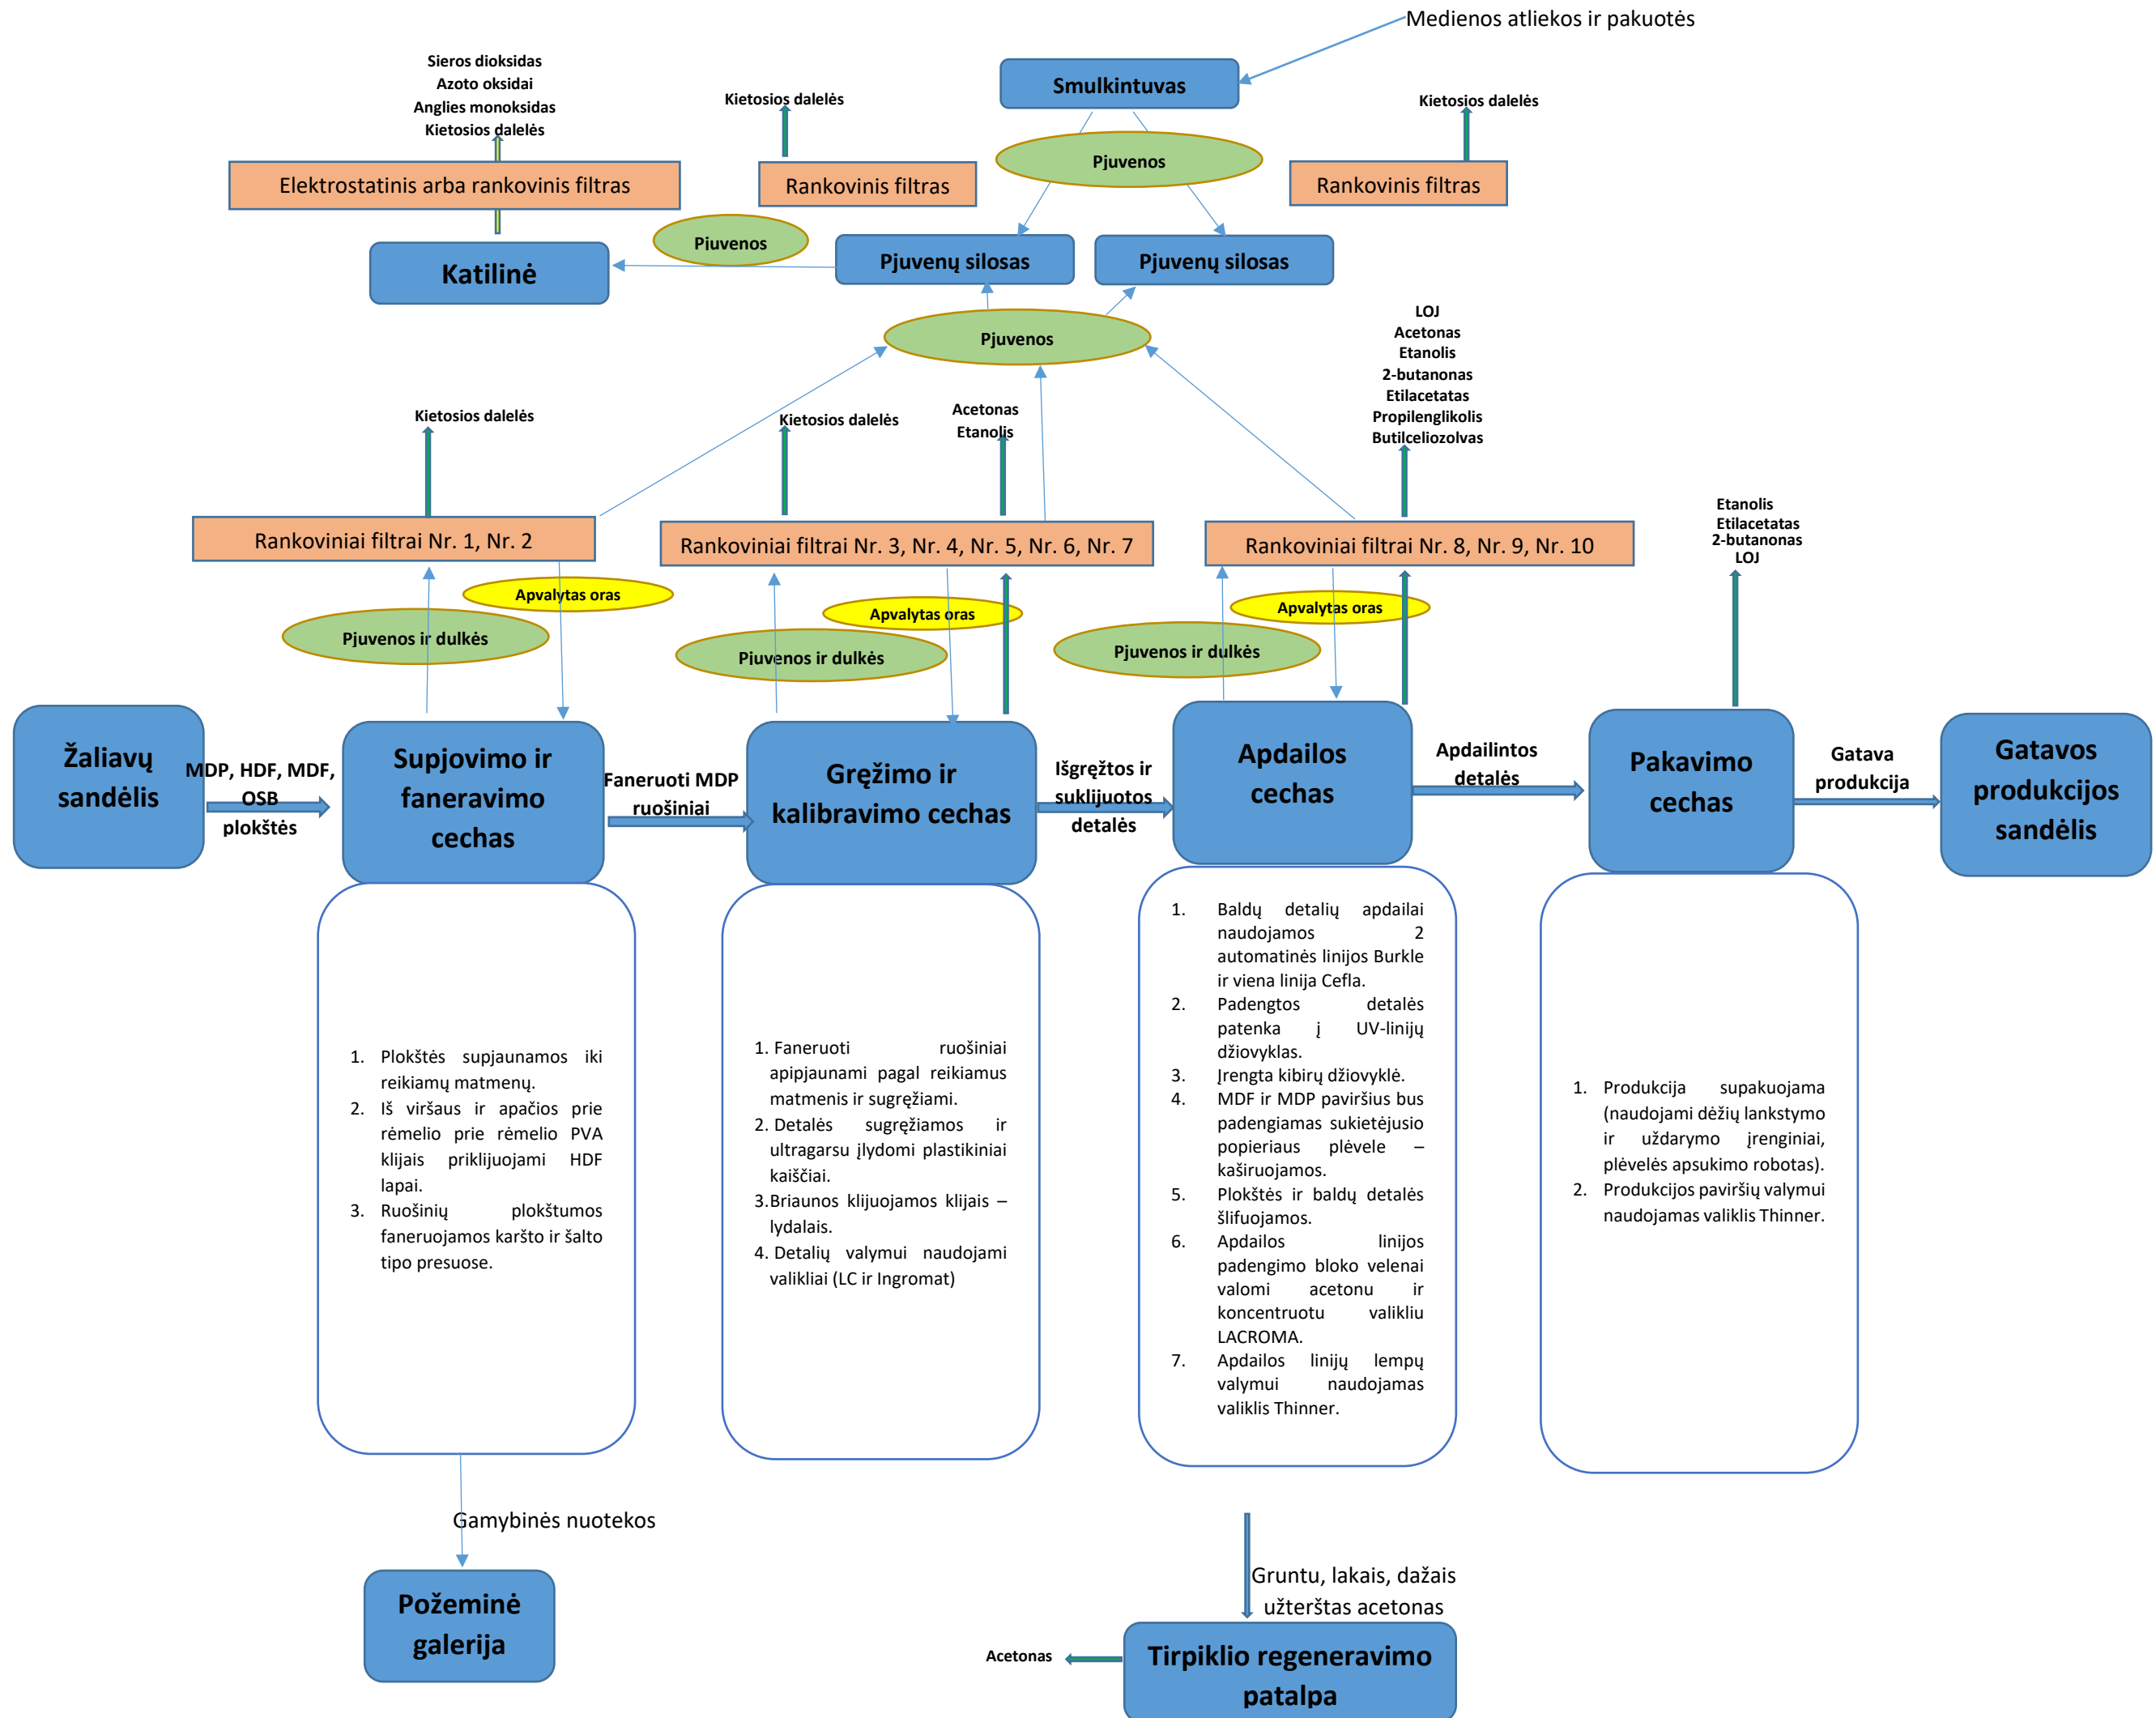 Medienos atliekos ir pakuotės
Sieros dioksidas
Azoto oksidai
Anglies monoksidas
Kietosios dalelės
Kietosios dalelės
Smulkintuvas
Kietosios dalelės
Pjuvenos
Elektrostatinis arba rankovinis filtras
Rankovinis filtras
Rankovinis filtras
Pjuvenos
Katilinė
Pjuvenų silosas
Pjuvenų silosas
Pjuvenos
LOJ
Acetonas
Etanolis
2-butanonas
Etilacetatas
Propilenglikolis
Butilceliozolvas
Kietosios dalelės
Kietosios dalelės
Acetonas
Etanolis
Etanolis
Etilacetatas
2-butanonas
LOJ
Rankoviniai filtrai Nr. 1, Nr. 2
Rankoviniai filtrai Nr. 3, Nr. 4, Nr. 5, Nr. 6, Nr. 7
Rankoviniai filtrai Nr. 8, Nr. 9, Nr. 10
Apvalytas oras
Apvalytas oras
Apvalytas oras
Pjuvenos ir dulkės
Pjuvenos ir dulkės
Pjuvenos ir dulkės
Žaliavų
sandėlis
MDP, HDF, MDF,
OSB
plokštės
Supjovimo ir
faneravimo
cechas
Faneruoti MDP
ruošiniai
Gręžimo ir
kalibravimo cechas
Išgręžtos ir
suklijuotos
detalės
Apdailos
cechas
Apdailintos
detalės
Pakavimo
cechas
Gatava
produkcija
Gatavos
produkcijos
sandėlis
1. Plokštės supjaunamos iki
reikiamų matmenų.
2. Iš viršaus ir apačios prie
rėmelio prie rėmelio PVA
klijais priklijuojami HDF
lapai.
3. Ruošinių plokštumos
faneruojamos karšto ir šalto
tipo presuose.
1. Faneruoti ruošiniai
apipjaunami pagal reikiamus
matmenis ir sugręžiami.
2. Detalės sugręžiamos ir
ultragarsu įlydomi plastikiniai
kaiščiai.
3.Briaunos klijuojamos klijais –
lydalais.
4. Detalių valymui naudojami
valikliai (LC ir Ingromat)
1. Baldų detalių apdailai
naudojamos 2
automatinės linijos Burkle
ir viena linija Cefla.
2. Padengtos detalės
patenka į UV-linijų
džiovyklas.
3. Įrengta kibirų džiovyklė.
4. MDF ir MDP paviršius bus
padengiamas sukietėjusio
popieriaus plėvele –
kaširuojamos.
5. Plokštės ir baldų detalės
šlifuojamos.
6. Apdailos linijos
padengimo bloko velenai
valomi acetonu ir
koncentruotu valikliu
LACROMA.
7. Apdailos linijų lempų
valymui naudojamas
valiklis Thinner.
1. Produkcija supakuojama
(naudojami dėžių lankstymo
ir uždarymo įrenginiai,
plėvelės apsukimo robotas).
2. Produkcijos paviršių valymui
naudojamas valiklis Thinner.
Gamybinės nuotekos
Požeminė
galerija
Gruntu, lakais, dažais
užterštas acetonas
Acetonas
Tirpiklio regeneravimo
patalpa